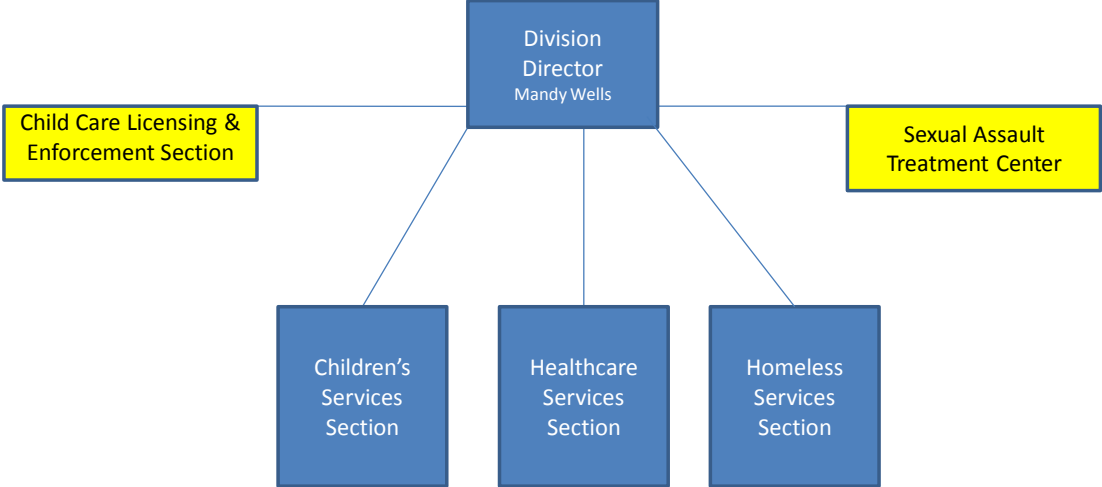 Division
Director
Mandy Wells
Child Care Licensing &
Enforcement Section
Sexual Assault
Treatment Center
Children’s
Services
Section
Healthcare
Services
Section
Homeless
Services
Section